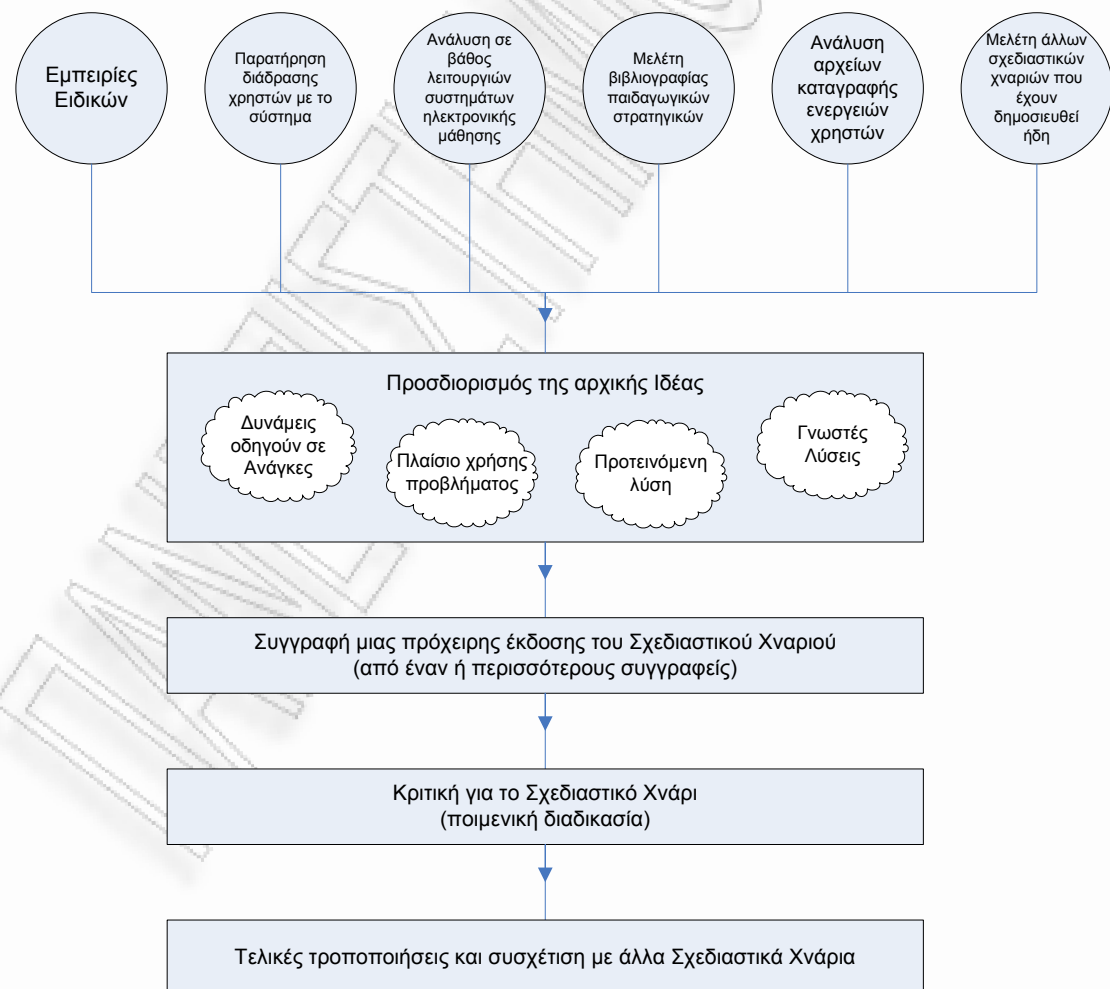 Εμπειρίες
Ειδικών
Παρατήρηση
διάδρασης
χρηστών με το
σύστημα
Ανάλυση σε
βάθος
λειτουργιών
συστημάτων
ηλεκτρονικής
μάθησης
Μελέτη
βιβλιογραφίας
παιδαγωγικών
στρατηγικών
Ανάλυση
αρχείων
καταγραφής
ενεργειών
χρηστών
Μελέτη άλλων
σχεδιαστικών
χναριών που
έχουν
δημοσιευθεί
ήδη
Προσδιορισμός της αρχικής Ιδέας
Δυνάμεις
οδηγούν σε
Ανάγκες
Πλαίσιο χρήσης
προβλήματος
Προτεινόμενη
λύση
Γνωστές
Λύσεις
Συγγραφή μιας πρόχειρης έκδοσης του Σχεδιαστικού Χναριού
(από έναν ή περισσότερους συγγραφείς)
Κριτική για το Σχεδιαστικό Χνάρι
(ποιμενική διαδικασία)
Τελικές τροποποιήσεις και συσχέτιση με άλλα Σχεδιαστικά Χνάρια